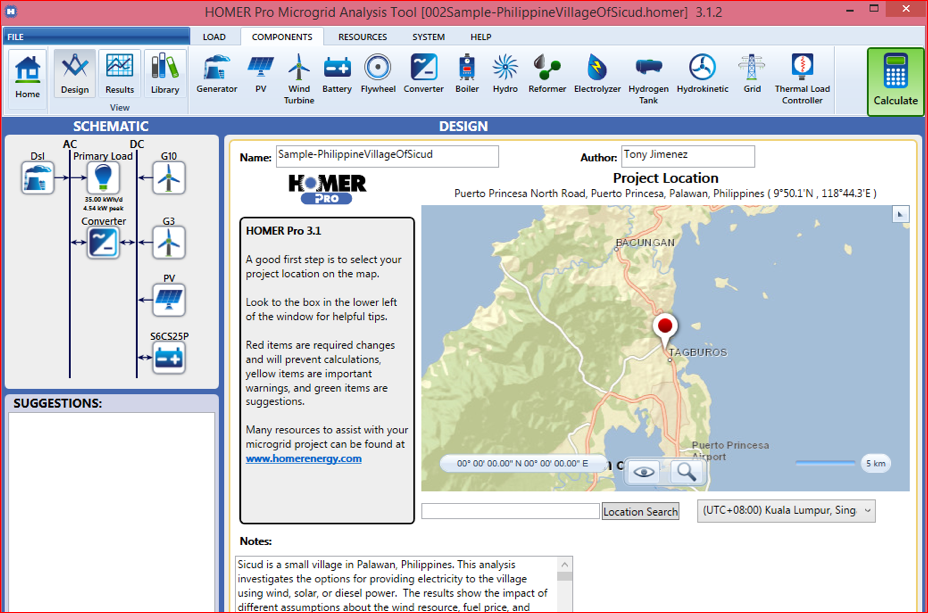 HOMER Pro Microgrid Analysis Tool [002Sample-PhilippineVillageOfSicud.homer] 3.1.2
FILE
LOAD COMPONENTS RESOURCES SYSTEM HELP
Home
Design
Results
Library
View
Generator
PV
Wind
Turbine
Battery
Flywheel
Converter
Boiler
Hydro
Reformer
Electrolyzer
Hydrogen
Tank
Hydrokinetic
Grid
Thermal Load
Controller
Calculate
SCHEMATIC
AC DC
Dsl Primary Load G10
35.00 kWh/d
4.54 kW peak
Converter G3
PV
S6CS25P
SUGGESTIONS:
DESIGN
Name: Sample-PhilippineVillageOfSicud
Author: Tony Jimenez
HOMER
PRO
Project Location
Puerto Princesa North Road, Puerto Princesa, Palawan, Philippines ( 9°50.1'N , 118°44.3'E )
HOMER Pro 3.1
A good first step is to select your
project location on the map.
Look to the box in the lower left
of the window for helpful tips.
Red items are required changes
and will prevent calculations,
yellow items are important
warnings, and green items are
suggestions.
Many resources to assist with your
microgrid project can be found at
www.homerenergy.com
BACUNGAN
TAGBUROS
Puerto Princesa
Airport
00° 00' 00.00" N 00° 00' 00.00" E
5 km
Location Search
(UTC+08:00) Kuala Lumpur, Sing
Notes:
Sicud is a small village in Palawan, Philippines. This analysis
investigates the options for providing electricity to the village
using wind, solar, or diesel power. The results show the impact of
different assumptions about the wind resource, fuel price, and